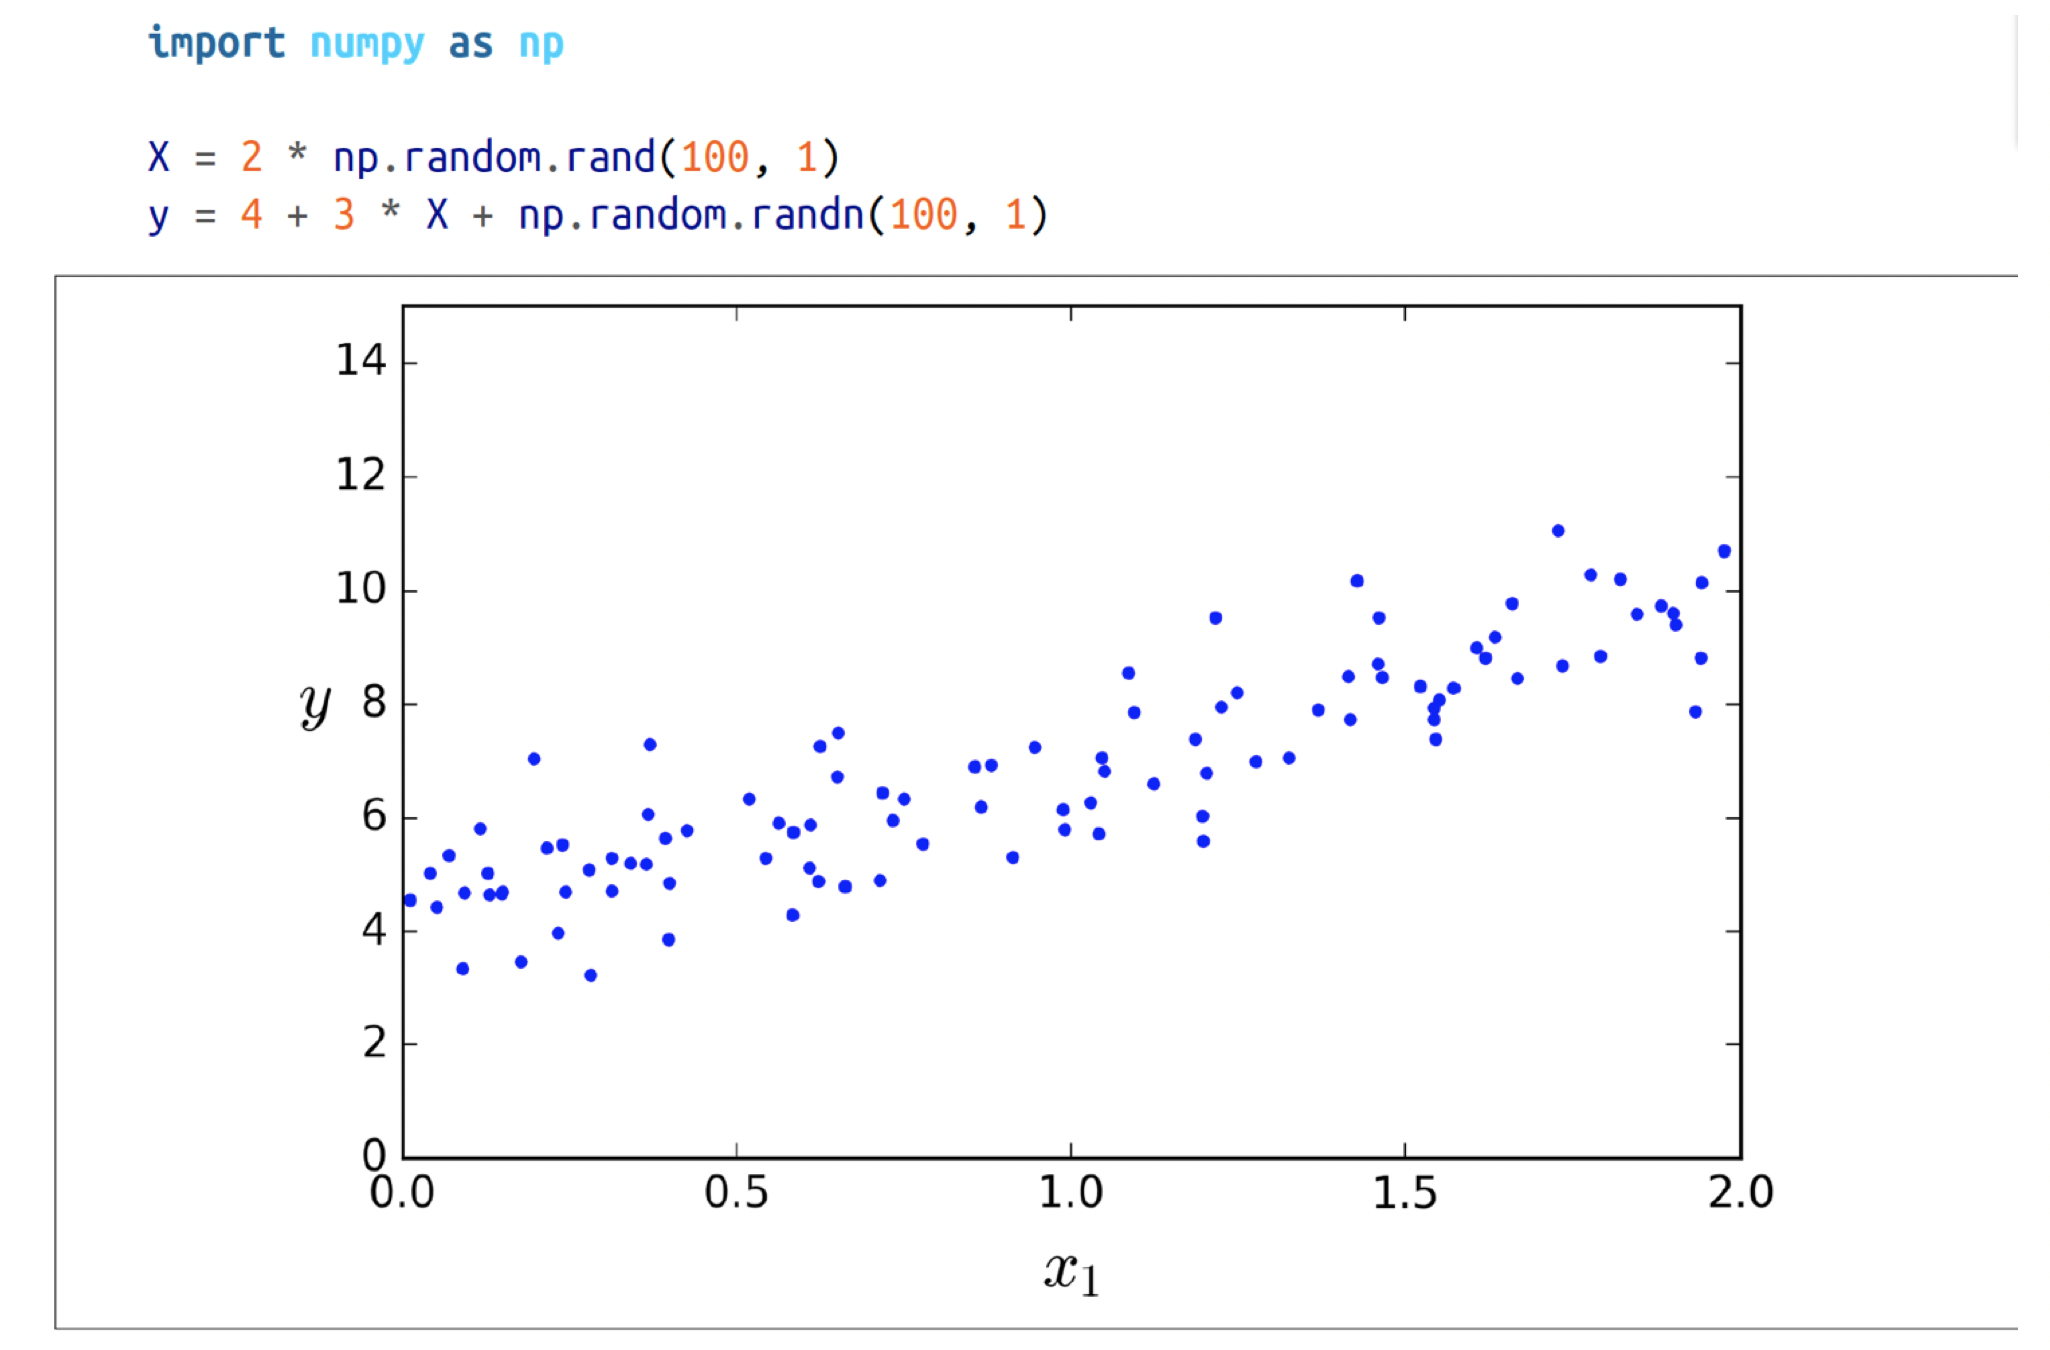 import numpy as np
X = 2 * np.random.rand(100, 1)
y = 4 + 3 * X + np.random.randn(100, 1)
14
12
10
y 8
6
4
2
0
0.0 0.5 1.0 1.5 2.0
x₁